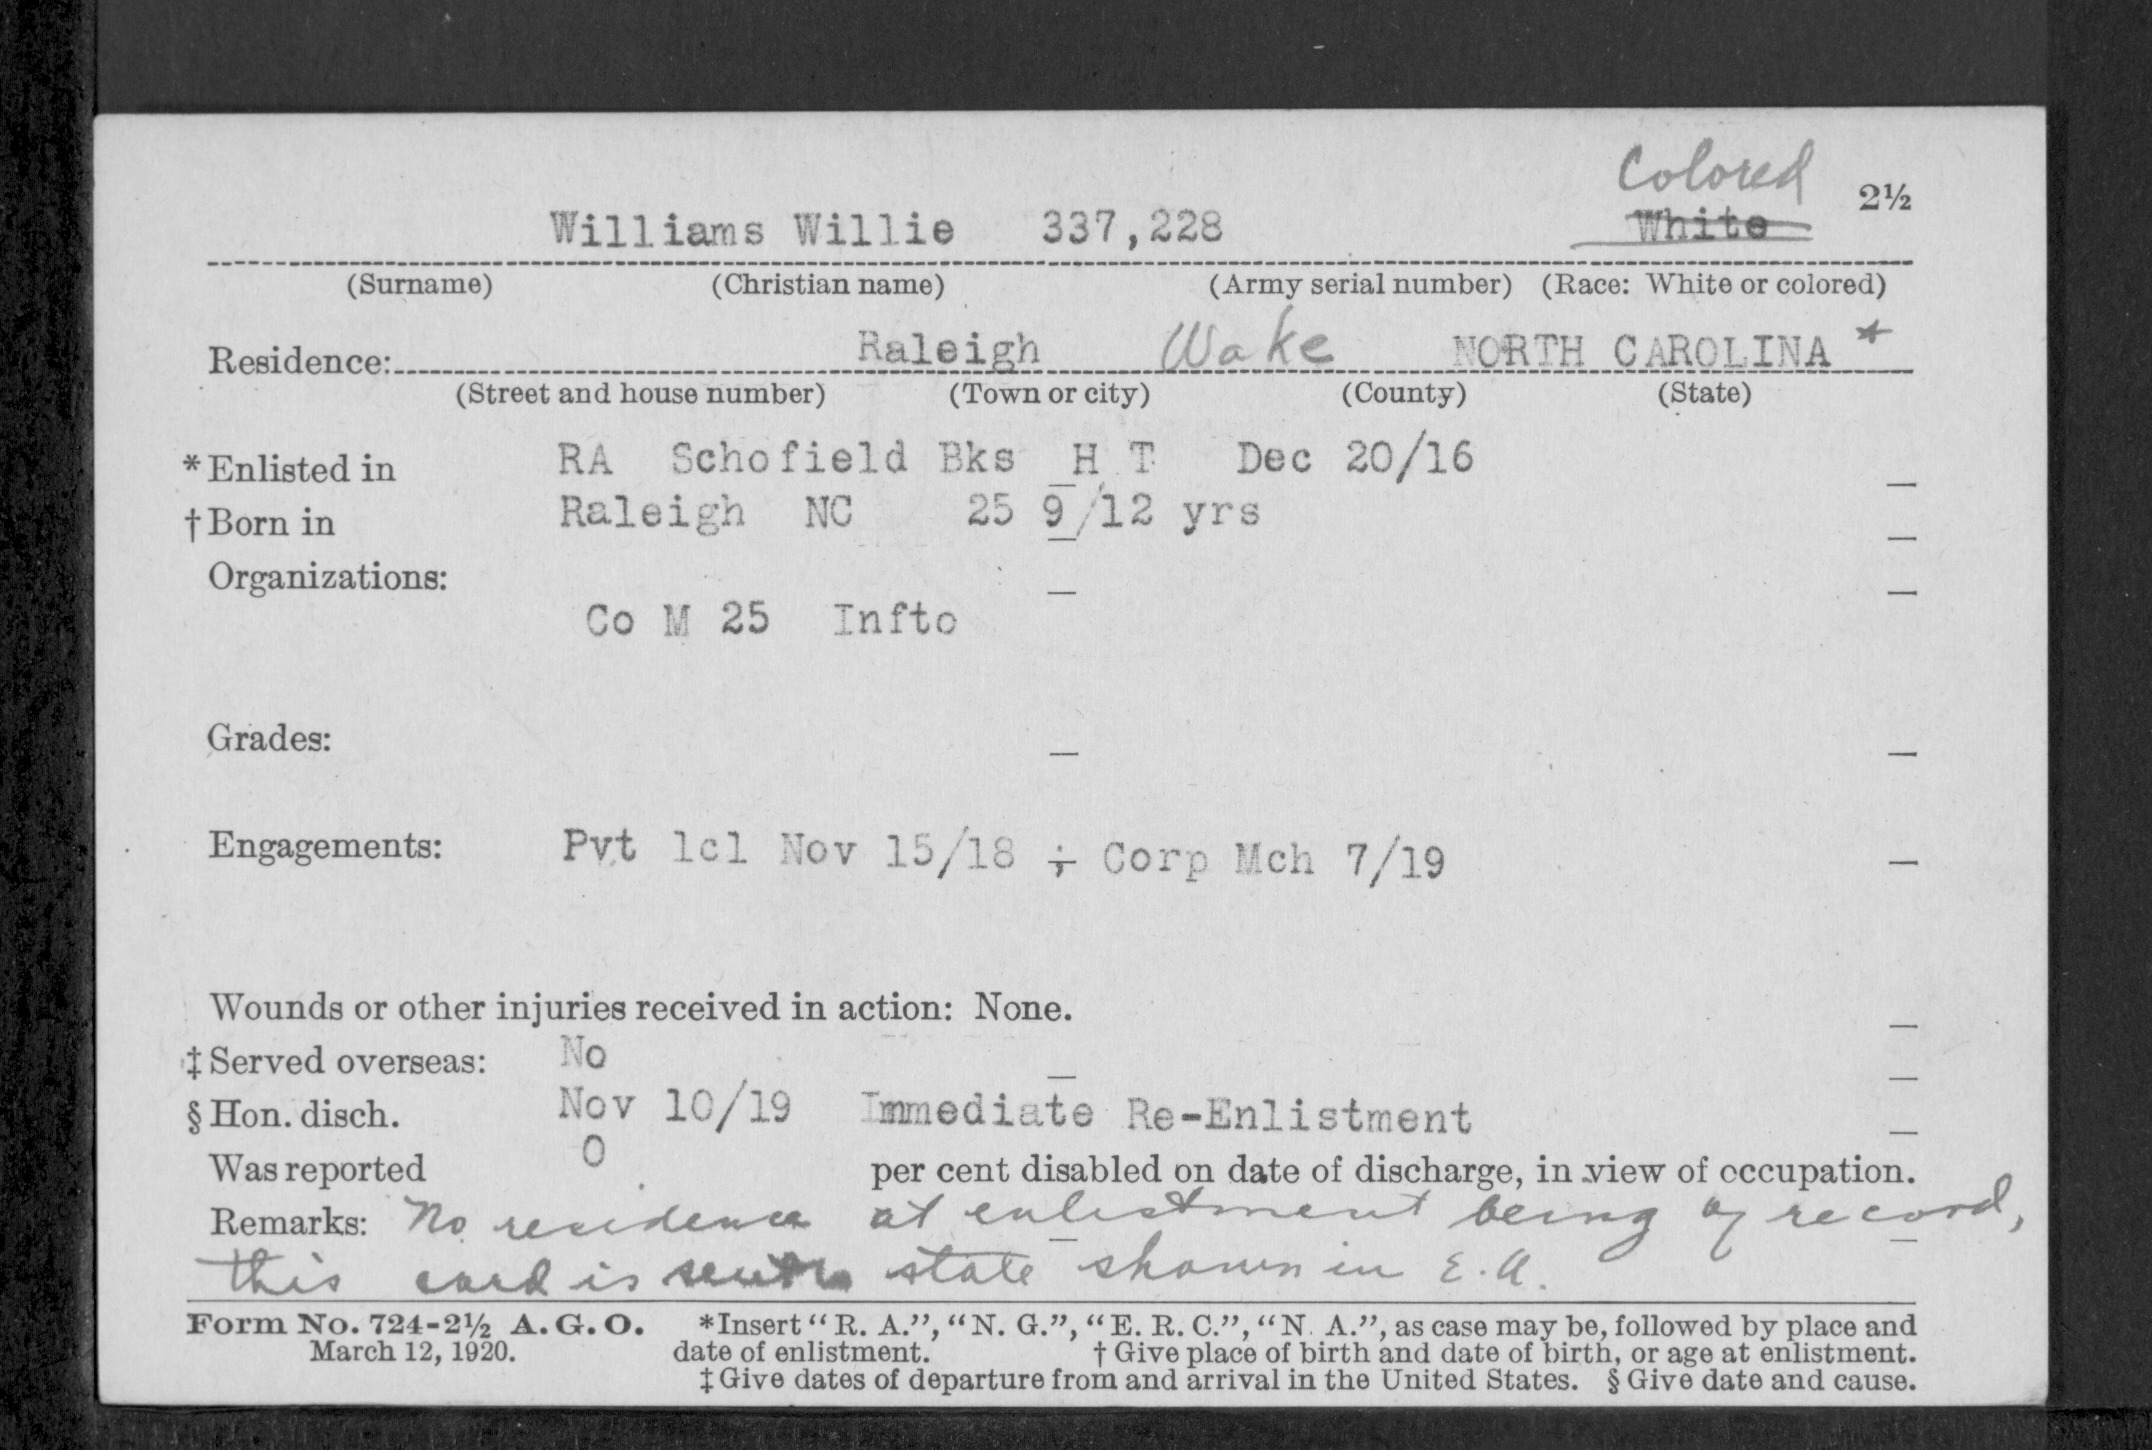 Colored
Williams Willie 337,228 White 2½
(Surname) (Christian name) (Army serial number) (Race: White or colored)
Residence: Raleigh Wake NORTH CAROLINA *
(Street and house number) (Town or city) (County) (State)
*Enlisted in RA Schofield Bks H T Dec 20/16
†Born in Raleigh NC 25 9/12 yrs
Organizations:
Co M 25 Infto
Grades:
Engagements: Pvt 1cl Nov 15/18 ; Corp Mch 7/19
Wounds or other injuries received in action: None.
‡Served overseas: No
§Hon. disch. Nov 10/19 Immediate Re-Enlistment
Was reported 0 per cent disabled on date of discharge, in view of occupation.
Remarks: No residence at enlistment being of record,
this card is state shown in E.A.
Form No. 724-2½ A.G.O. *Insert "R. A.", "N. G.", "E. R. C.", "N. A.", as case may be, followed by place and
March 12, 1920. date of enlistment. †Give place of birth and date of birth, or age at enlistment.
‡Give dates of departure from and arrival in the United States. §Give date and cause.